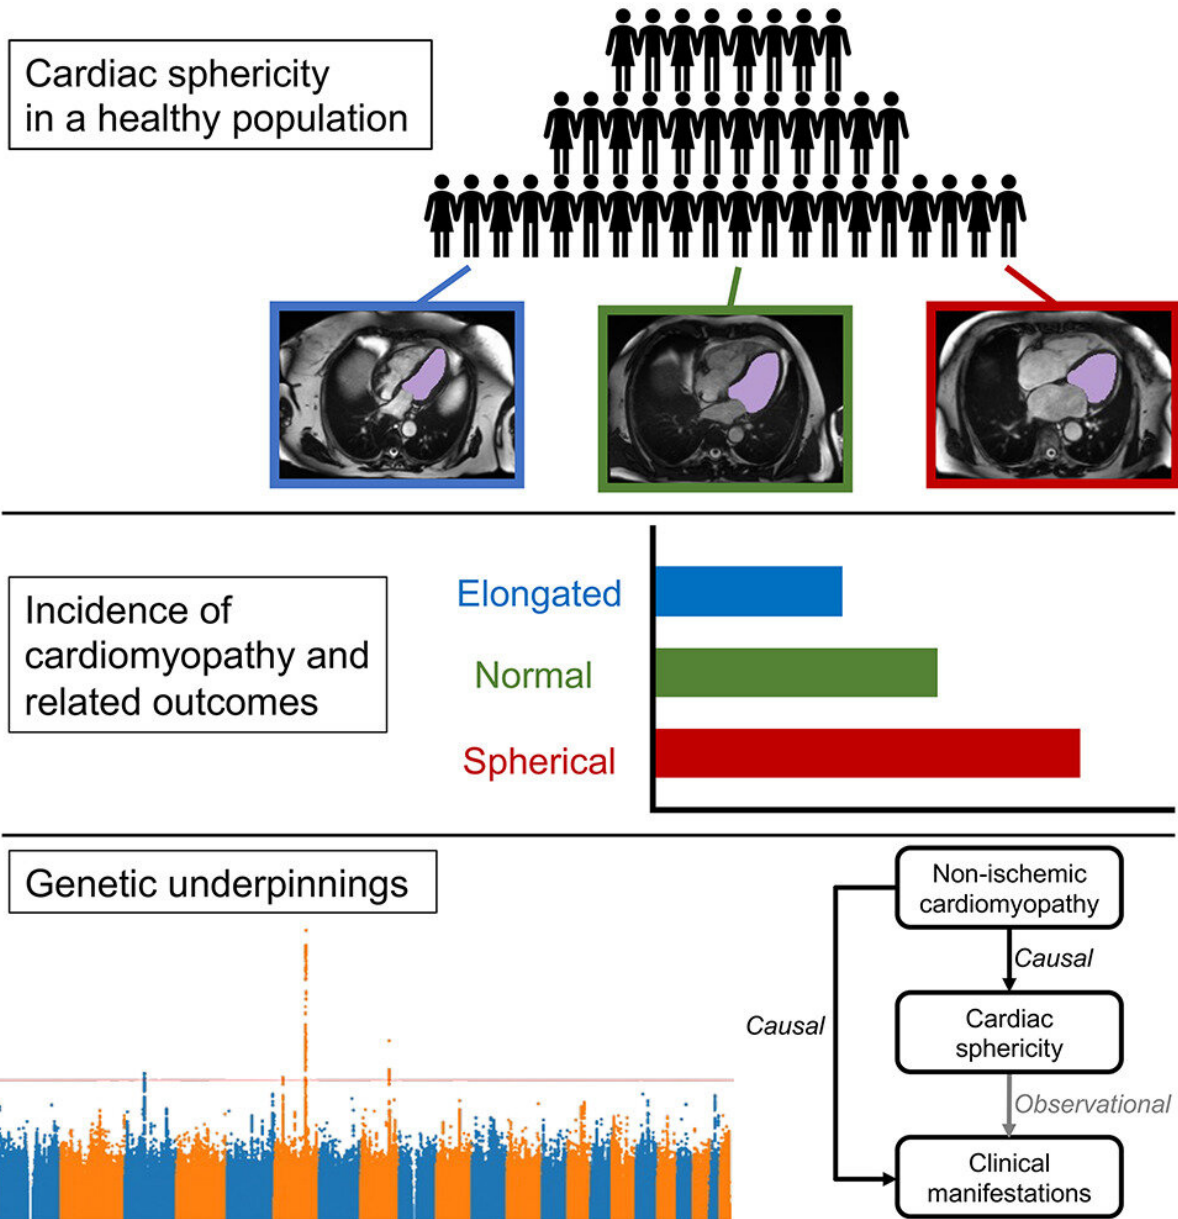 Cardiac sphericity
in a healthy population
Incidence of
cardiomyopathy and
related outcomes
Elongated
Normal
Spherical
Genetic underpinnings
Non-ischemic
cardiomyopathy
Causal
Causal
Cardiac
sphericity
Observational
Clinical
manifestations